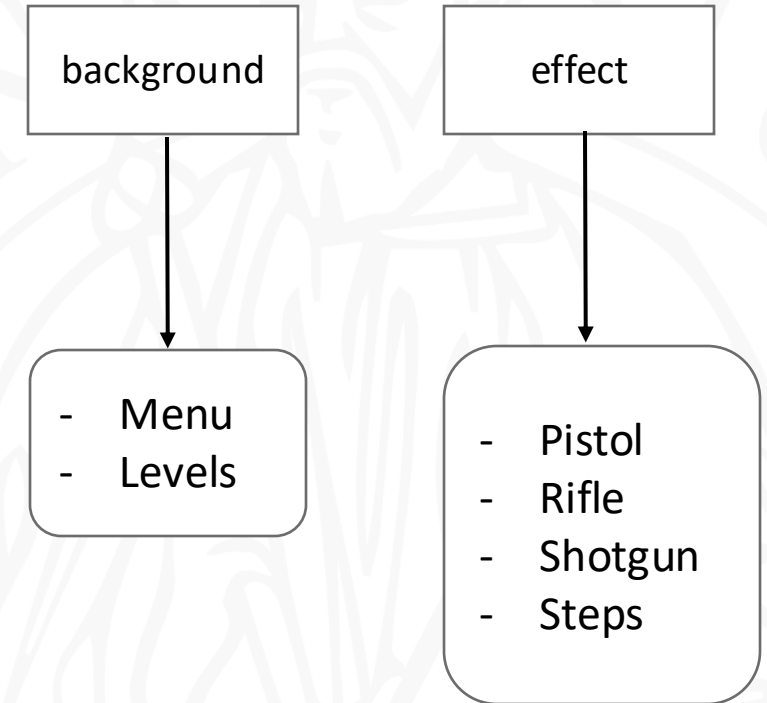 background
effect
- Menu
- Levels
- Pistol
- Rifle
- Shotgun
- Steps